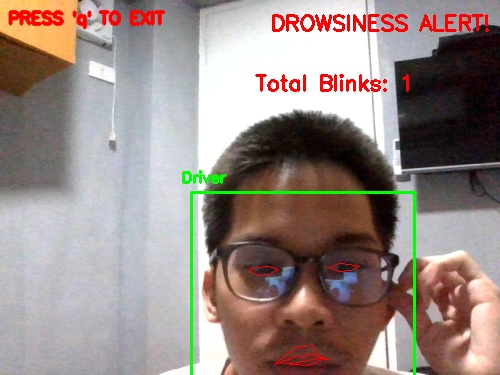 PRESS 'q' TO EXIT
DROWSINESS ALERT!
Total Blinks: 1
Driver